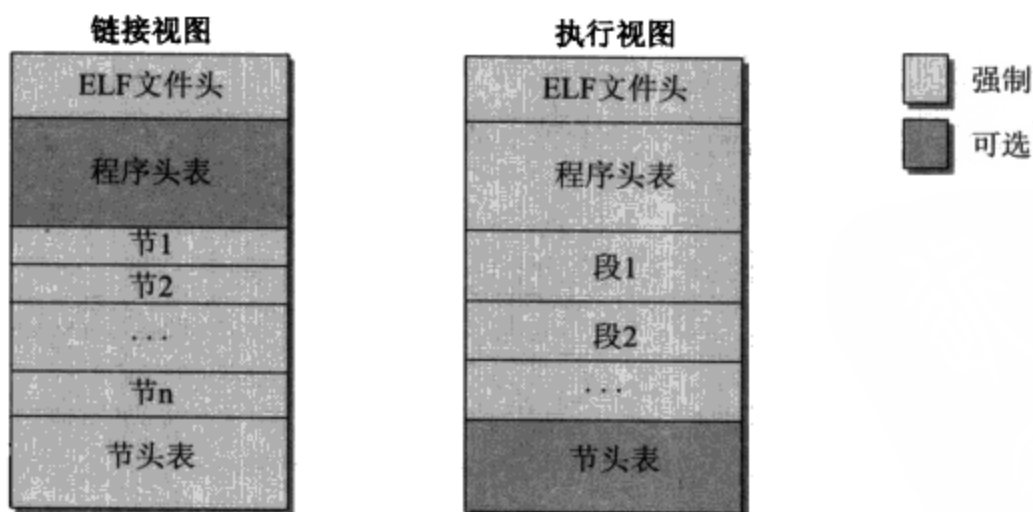 链接视图
ELF文件头
程序头表
节1
节2
...
节n
节头表
执行视图
ELF文件头
程序头表
段1
段2
...
节头表
强制
可选